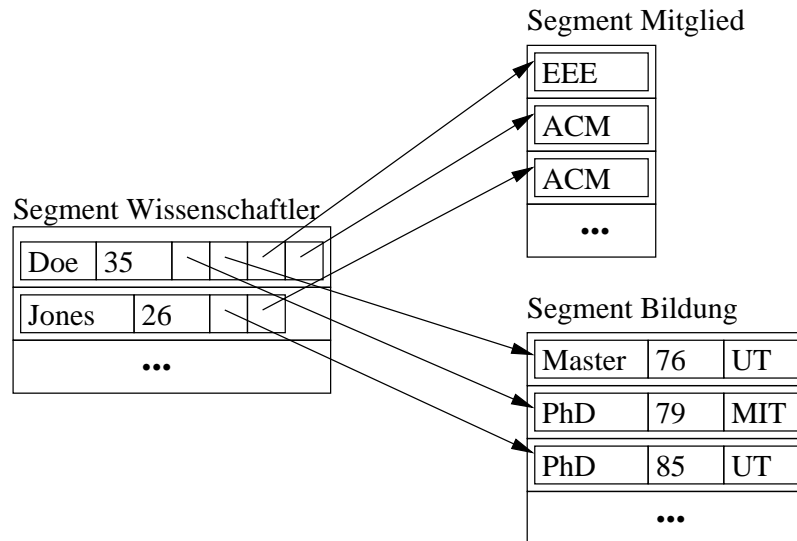 Segment Mitglied
EEE
ACM
ACM
•••
Segment Wissenschaftler
Doe 35
Jones 26
•••
Segment Bildung
Master 76 UT
PhD 79 MIT
PhD 85 UT
•••